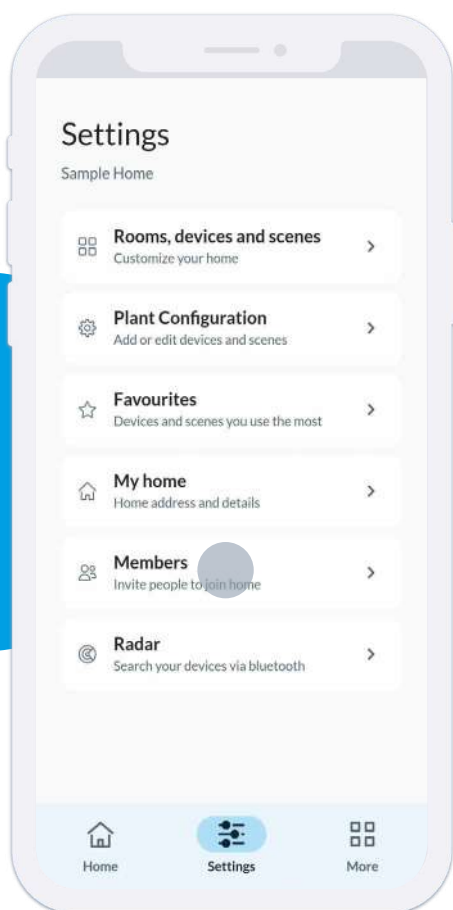 Settings
Sample Home
Rooms, devices and scenes
Customize your home
Plant Configuration
Add or edit devices and scenes
Favourites
Devices and scenes you use the most
My home
Home address and details
Members
Invite people to join home
Radar
Search your devices via bluetooth
Home Settings More